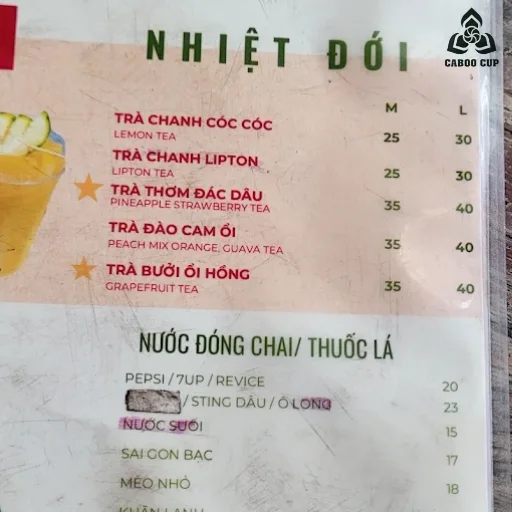 CABOO CUP
NHIỆT ĐỚI
M L
TRÀ CHANH CÓC CÓC
LEMON TEA 25 30
TRÀ CHANH LIPTON
LIPTON TEA 25 30
TRÀ THƠM ĐÁC DÂU
PINEAPPLE STRAWBERRY TEA 35 40
TRÀ ĐÀO CAM ỔI
PEACH MIX ORANGE, GUAVA TEA 35 40
TRÀ BƯỞI ỔI HỒNG
GRAPEFRUIT TEA 35 40
NƯỚC ĐÓNG CHAI/ THUỐC LÁ
PEPSI / 7UP / REVICE 20
/ STING DÂU / Ô LONG 23
NƯỚC SUỐI 15
SAI GON BẠC 17
MÈO NHỎ 18
KHĂN LẠNH